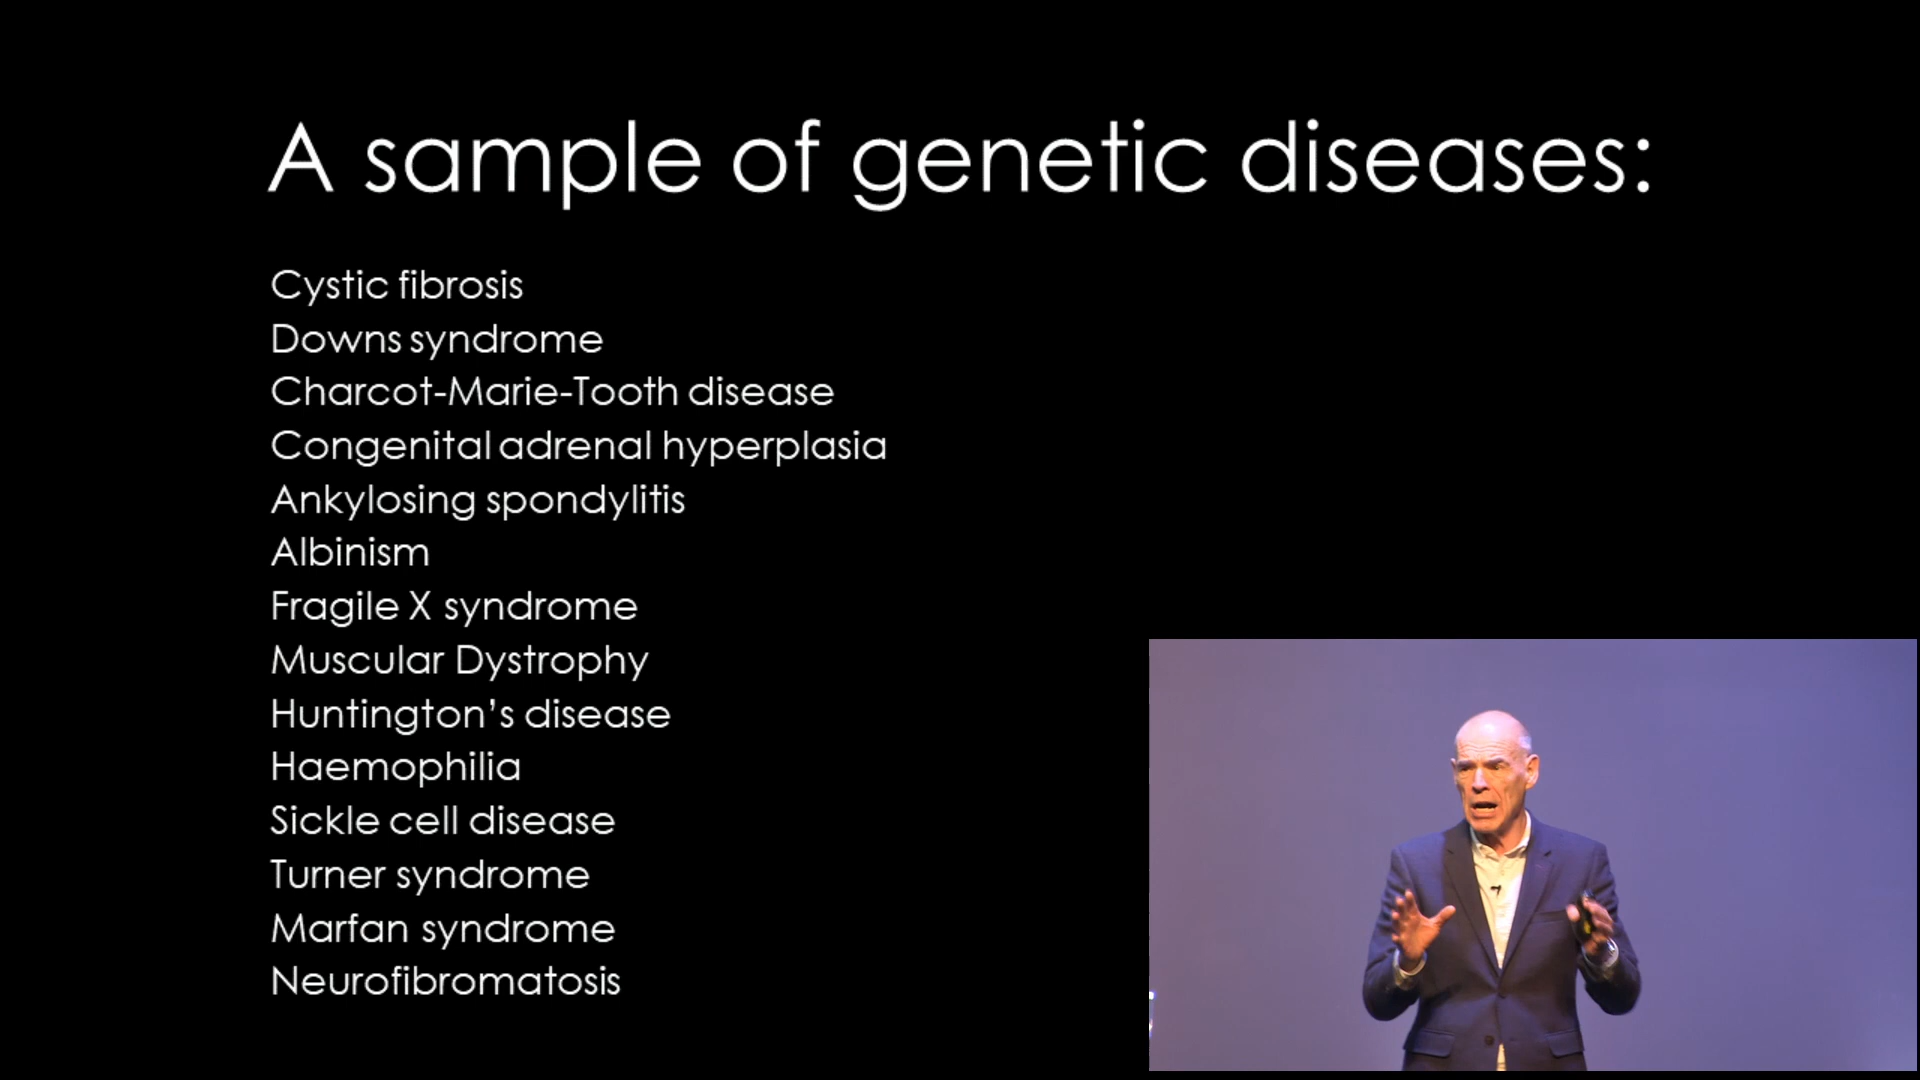 A sample of genetic diseases:
Cystic fibrosis
Downs syndrome
Charcot-Marie-Tooth disease
Congenital adrenal hyperplasia
Ankylosing spondylitis
Albinism
Fragile X syndrome
Muscular Dystrophy
Huntington’s disease
Haemophilia
Sickle cell disease
Turner syndrome
Marfan syndrome
Neurofibromatosis